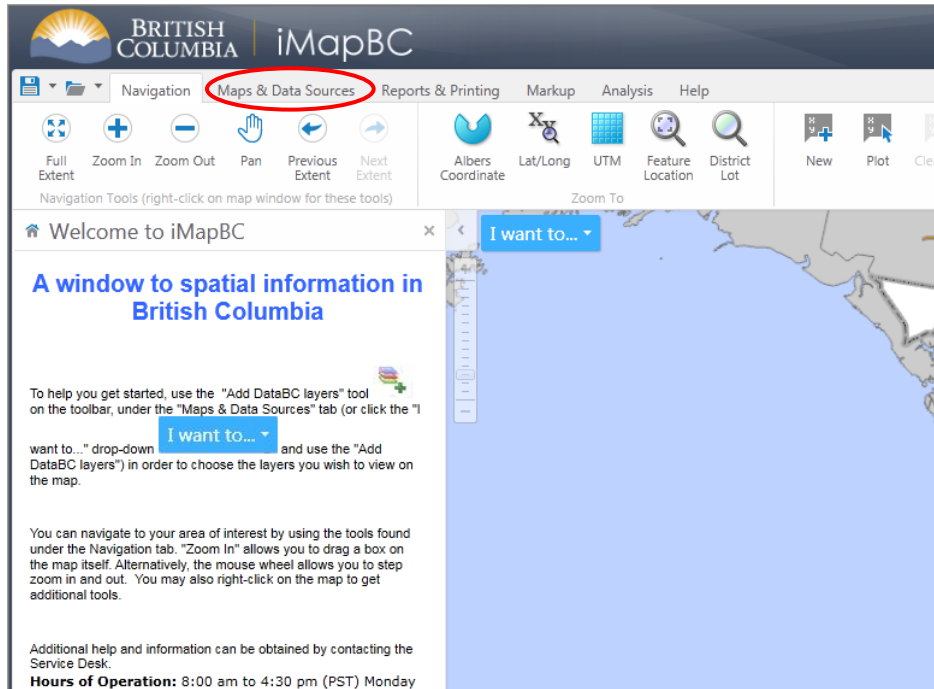 BRITISH
COLUMBIA
iMapBC
Navigation Maps & Data Sources Reports & Printing Markup Analysis Help
Full
Extent
Zoom In
Zoom Out
Pan
Previous
Extent
Next
Extent
Albers
Coordinate
Lat/Long
UTM
Feature
Location
District
Lot
New
Plot
Navigation Tools (right-click on map window for these tools)
Zoom To
Welcome to iMapBC
I want to...
A window to spatial information in
British Columbia
To help you get started, use the "Add DataBC layers" tool
on the toolbar, under the "Maps & Data Sources" tab (or click the "I
want to..." drop-down I want to... and use the "Add
DataBC layers") in order to choose the layers you wish to view on
the map.
You can navigate to your area of interest by using the tools found
under the Navigation tab. "Zoom In" allows you to drag a box on
the map itself. Alternatively, the mouse wheel allows you to step
zoom in and out. You may also right-click on the map to get
additional tools.
Additional help and information can be obtained by contacting the
Service Desk.
Hours of Operation: 8:00 am to 4:30 pm (PST) Monday